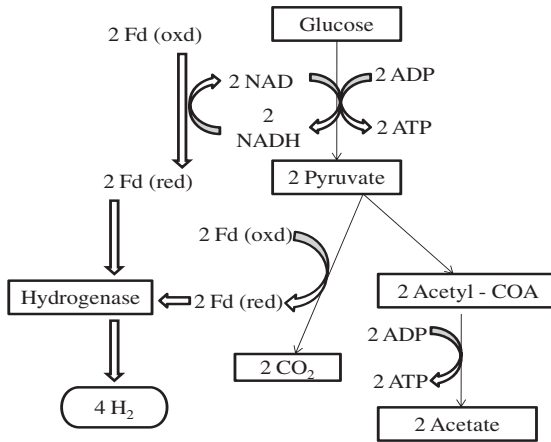 2 Fd (oxd)
Glucose
2 NAD
2 ADP
2
NADH
2 ATP
2 Fd (red)
2 Pyruvate
2 Fd (oxd)
Hydrogenase
2 Fd (red)
2 Acetyl - COA
2 ADP
2 CO₂
2 ATP
4 H₂
2 Acetate